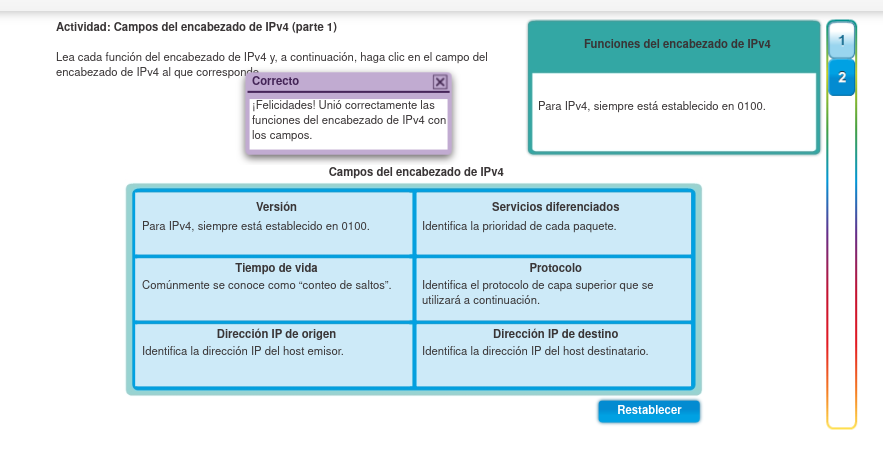 Actividad: Campos del encabezado de IPv4 (parte 1)
Lea cada función del encabezado de IPv4 y, a continuación, haga clic en el campo del
encabezado de IPv4 al que corresponde.
Correcto
¡Felicidades! Unió correctamente las
funciones del encabezado de IPv4 con
los campos.
Funciones del encabezado de IPv4
Para IPv4, siempre está establecido en 0100.
1
2
Campos del encabezado de IPv4
Versión
Para IPv4, siempre está establecido en 0100.
Servicios diferenciados
Identifica la prioridad de cada paquete.
Tiempo de vida
Comúnmente se conoce como “conteo de saltos”.
Protocolo
Identifica el protocolo de capa superior que se
utilizará a continuación.
Dirección IP de origen
Identifica la dirección IP del host emisor.
Dirección IP de destino
Identifica la dirección IP del host destinatario.
Restablecer